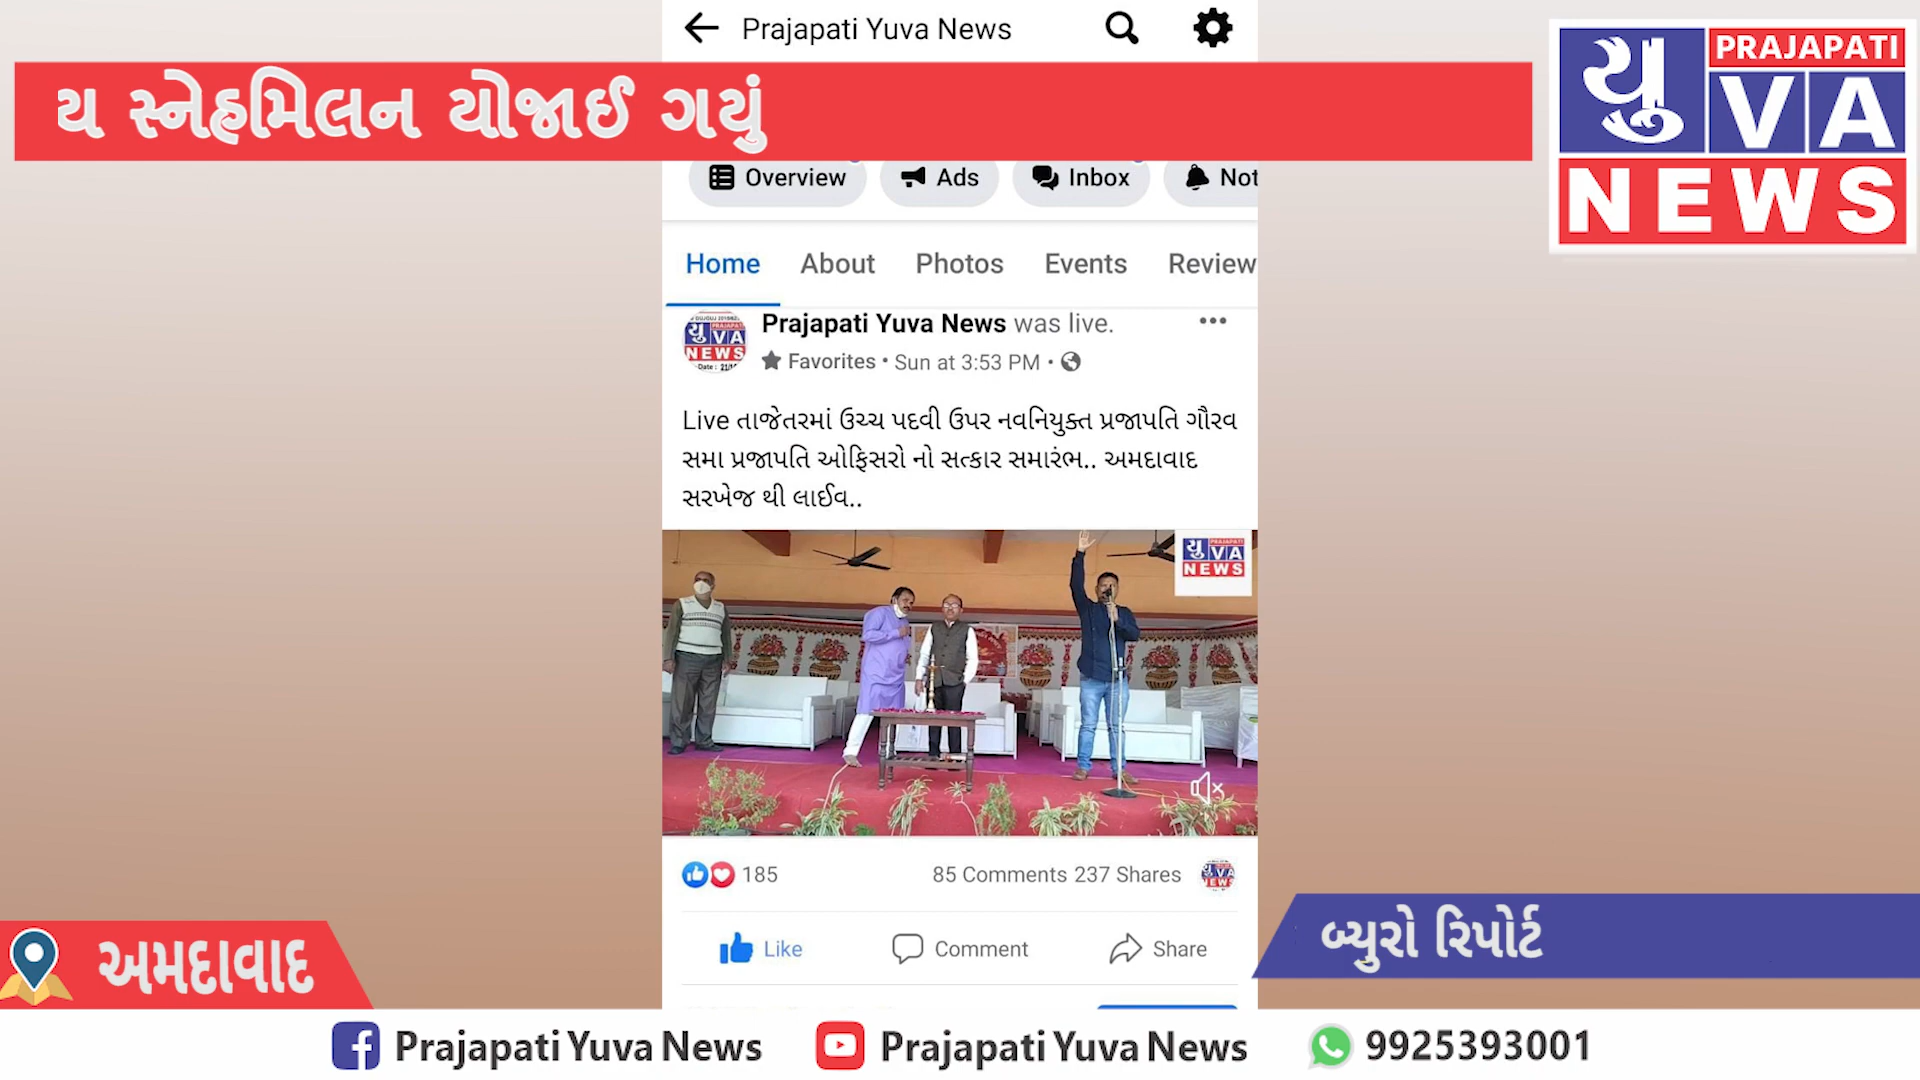 Prajapati Yuva News
ય સ્નેહમિલન યોજાઈ ગયું
PRAJAPATI
યુ VA
NEWS
Overview Ads Inbox Not
Home About Photos Events Review
Prajapati Yuva News was live.
Favorites • Sun at 3:53 PM •
Live તાજેતરમાં ઉચ્ચ પદવી ઉપર નવનિયુક્ત પ્રજાપતિ ગૌરવ
સમા પ્રજાપતિ ઓફિસરો નો સત્કાર સમારંભ.. અમદાવાદ
સરખેજ થી લાઈવ..
PRAJAPATI
યુ VA
NEWS
185 85 Comments 237 Shares
Like Comment Share
અમદાવાદ
બ્યુરો રિપોર્ટ
Prajapati Yuva News Prajapati Yuva News 9925393001